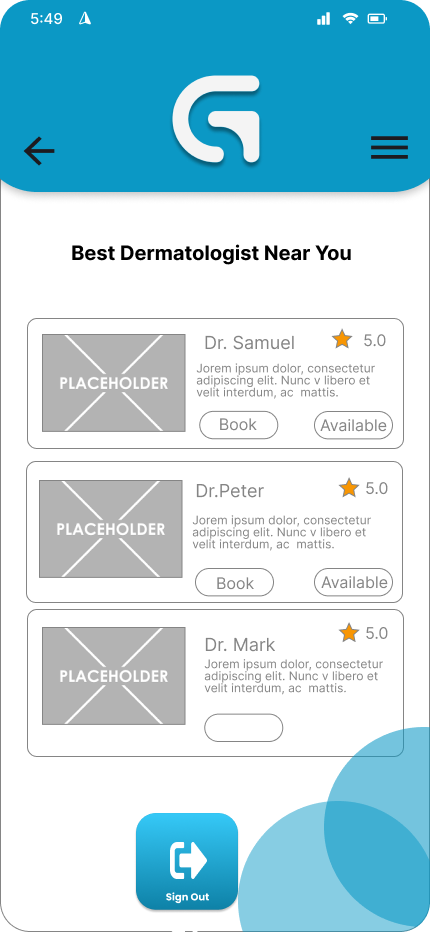 5:49
Best Dermatologist Near You
PLACEHOLDER
Dr. Samuel
5.0
Jorem ipsum dolor, consectetur
adipiscing elit. Nunc v libero et
velit interdum, ac  mattis.
Book
Available
PLACEHOLDER
Dr.Peter
5.0
Jorem ipsum dolor, consectetur
adipiscing elit. Nunc v libero et
velit interdum, ac  mattis.
Book
Available
PLACEHOLDER
Dr. Mark
5.0
Jorem ipsum dolor, consectetur
adipiscing elit. Nunc v libero et
velit interdum, ac  mattis.
Sign Out